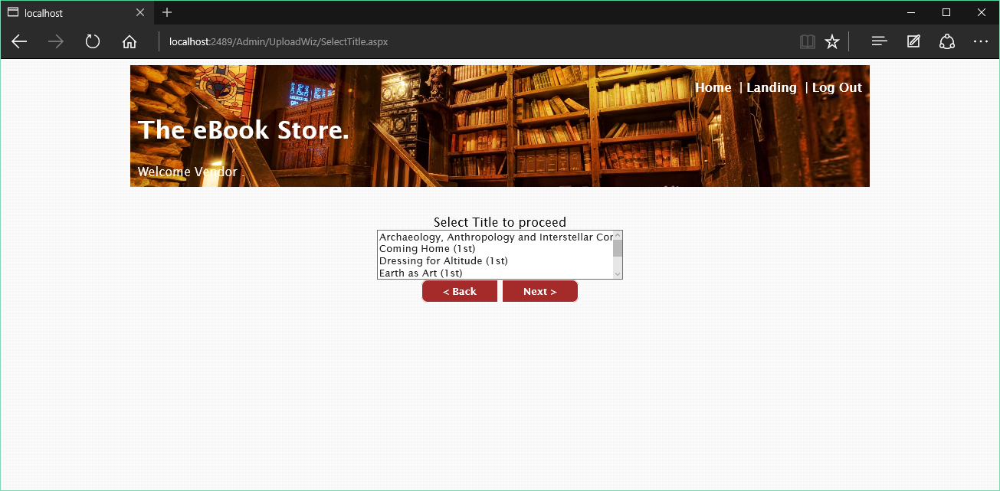 localhost
localhost:2489/Admin/UploadWiz/SelectTitle.aspx
Home | Landing | Log Out
The eBook Store.
Welcome Vendor
Select Title to proceed
Archaeology, Anthropology and Interstellar
Coming Home (1st)
Dressing for Altitude (1st)
Earth as Art (1st)
< Back Next >